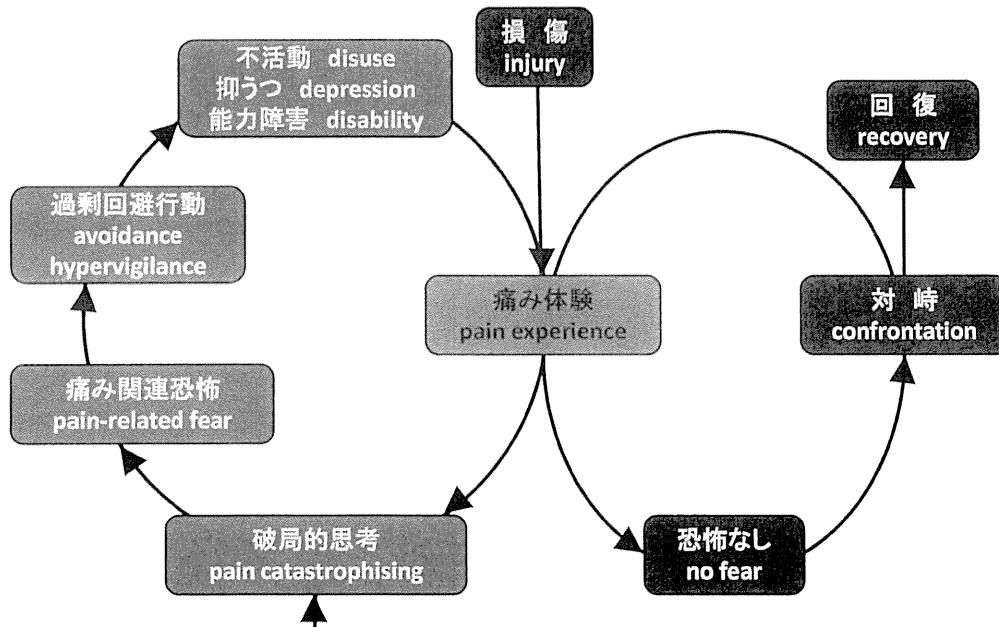 損 傷
injury
不活動 disuse
抑うつ depression
能力障害 disability
回 復
recovery
過剰回避行動
avoidance
hypervigilance
痛み体験
pain experience
対 峙
confrontation
痛み関連恐怖
pain-related fear
破局的思考
pain catastrophising
恐怖なし
no fear